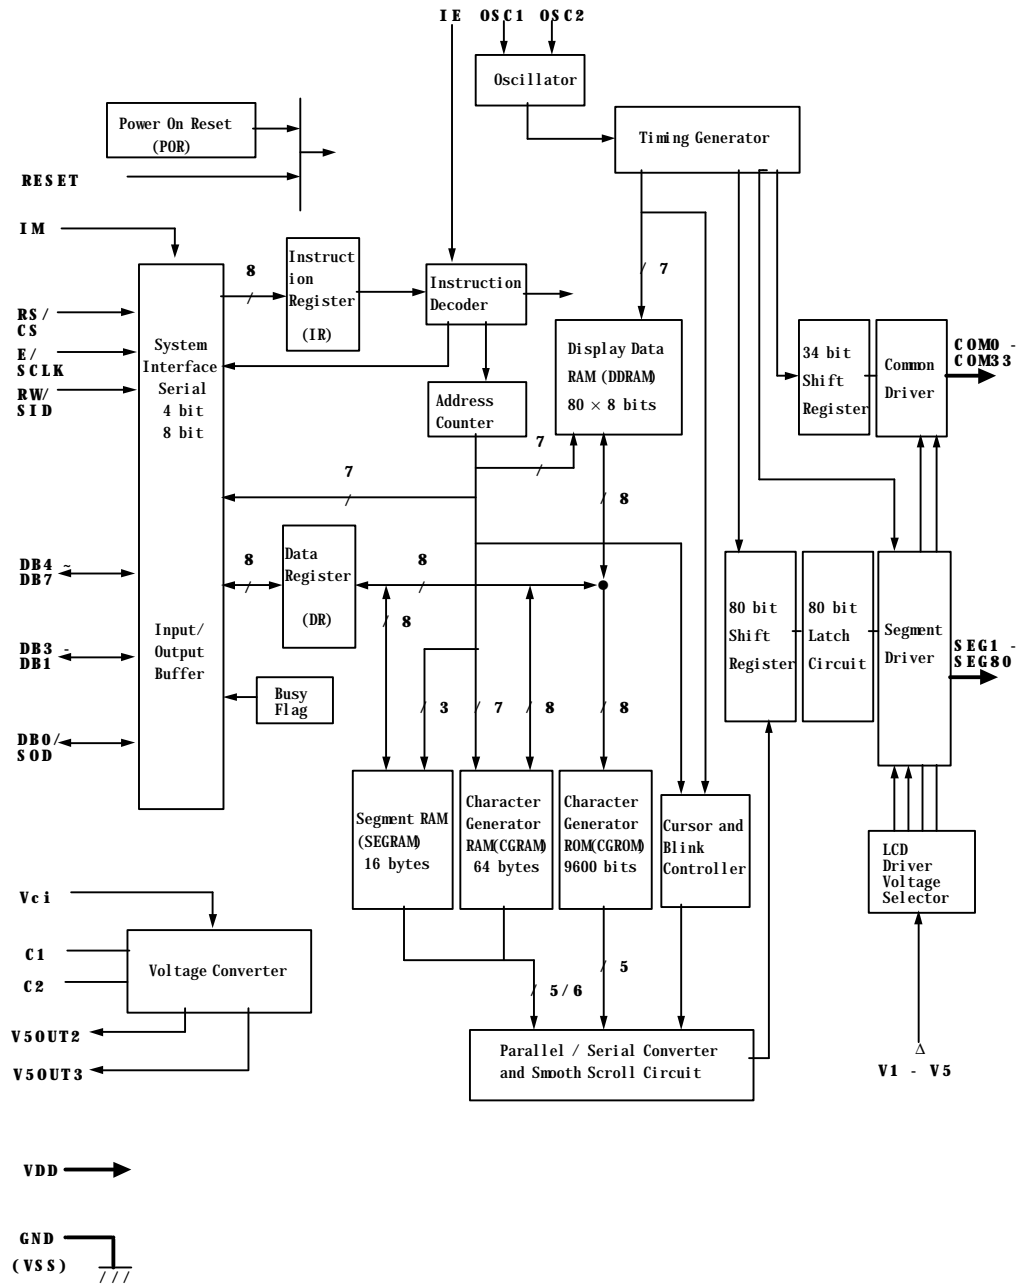 IE OSC1 OSC2
Oscillator
Power On Reset
(POR)
Timing Generator
RESET
IM
8
Instruct
ion
Register
(IR)
Instruction
Decoder
7
RS/
CS
E/
SCLK
RW/
SID
System
Interface
Serial
4 bit
8 bit
Display Data
RAM (DDRAM)
80 × 8 bits
34 bit
Shift
Register
Common
Driver
COM0 -
COM33
Address
Counter
7
7
8
DB4 ~
DB7
8
Data
Register
(DR)
8
8
80 bit
Shift
Register
80 bit
Latch
Circuit
Segment
Driver
SEG1 -
SEG80
DB3 -
DB1
Input/
Output
Buffer
Busy
Flag
3
7
8
8
DB0/
SOD
Segment RAM
(SEGRAM)
16 bytes
Character
Generator
RAM(CGRAM)
64 bytes
Character
Generator
ROM(CGROM)
9600 bits
Cursor and
Blink
Controller
LCD
Driver
Voltage
Selector
Vci
C1
C2
Voltage Converter
5/6
5
V5OUT2
V5OUT3
Parallel / Serial Converter
and Smooth Scroll Circuit
Δ
V1 - V5
VDD
GND
(VSS)